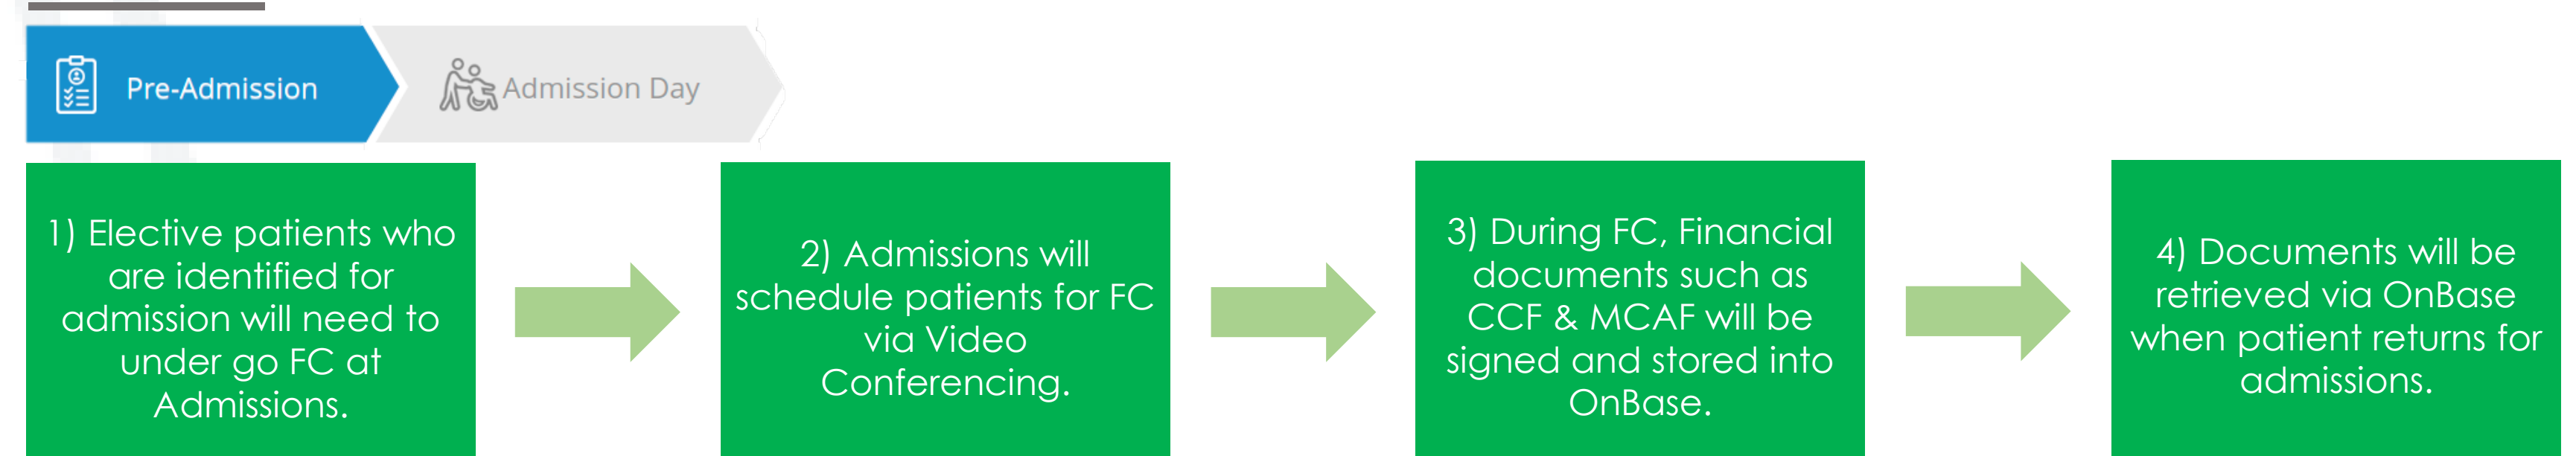 Pre-Admission
Admission Day
1) Elective patients who
are identified for
admission will need to
under go FC at
Admissions.
2) Admissions will
schedule patients for FC
via Video
Conferencing.
3) During FC, Financial
documents such as
CCF & MCAF will be
signed and stored into
OnBase.
4) Documents will be
retrieved via OnBase
when patient returns for
admissions.